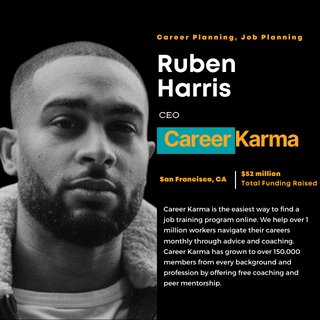 Career Planning, Job Planning
Ruben
Harris
CEO
CareerKarma
San Francisco, CA
$52 million
Total Funding Raised
Career Karma is the easiest way to find a
job training program online. We help over 1
million workers navigate their careers
monthly through advice and coaching.
Career Karma has grown to over 150,000
members from every background and
profession by offering free coaching and
peer mentorship.